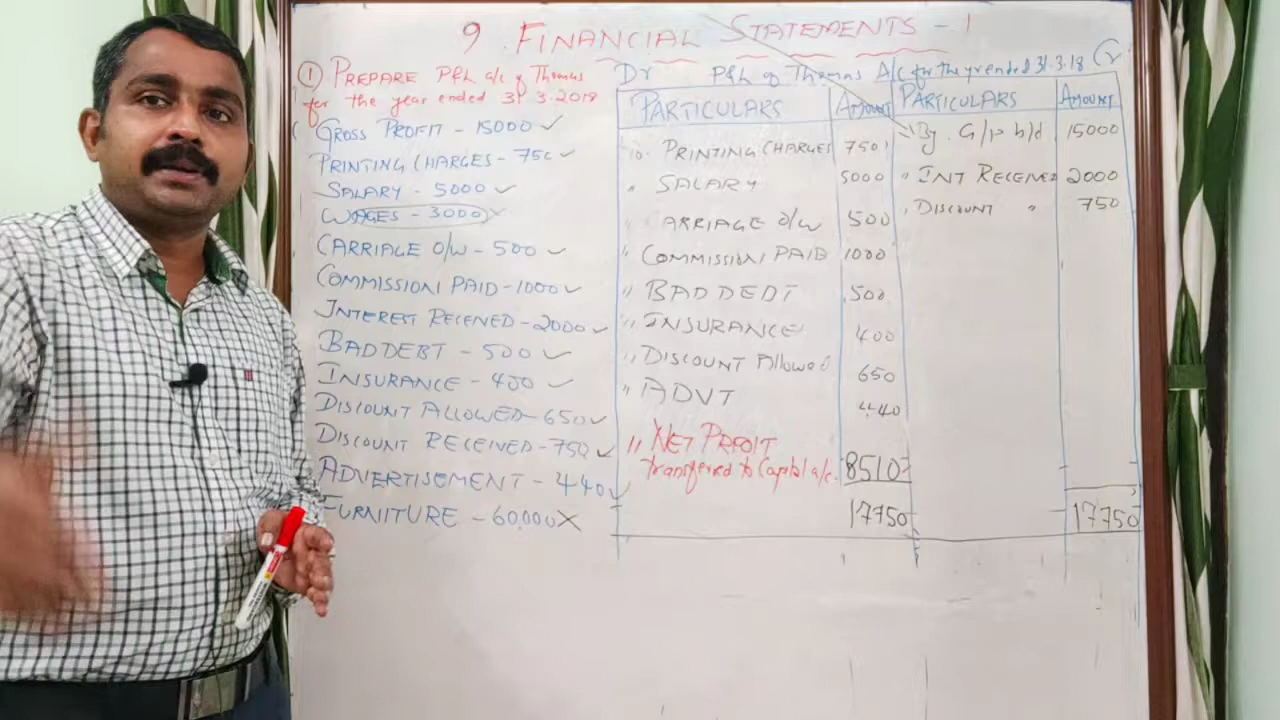 9. FINANCIAL STATEMENTS - 1
① PREPARE P&L a/c of Thomas
for the year ended 31.3.2018
GROSS PROFIT - 15000 ✓
PRINTING CHARGES - 750 ✓
SALARY - 5000 ✓
WAGES - 3000 X
CARRIAGE O/W - 500 ✓
COMMISSION PAID - 1000 ✓
INTEREST RECEIVED - 2000 ✓
BAD DEBT - 500 ✓
INSURANCE - 400 ✓
DISCOUNT ALLOWED - 650 ✓
DISCOUNT RECEIVED - 750 ✓
ADVERTISEMENT - 440 ✓
FURNITURE - 60,000 X
Dr P&L of Thomas A/c for the yr ended 31.3.18 Cr
PARTICULARS AMOUNT PARTICULARS AMOUNT
To PRINTING CHARGES 750 By G/P b/d 15000
" SALARY 5000 " INT RECEIVED 2000
" CARRIAGE O/W 500 " DISCOUNT " 750
" COMMISSION PAID 1000
" BAD DEDT 500
" INSURANCE 400
" DISCOUNT Allowed 650
" ADVT 440
" NET PROFIT
transferred to Capital a/c. 8510
17750 17750